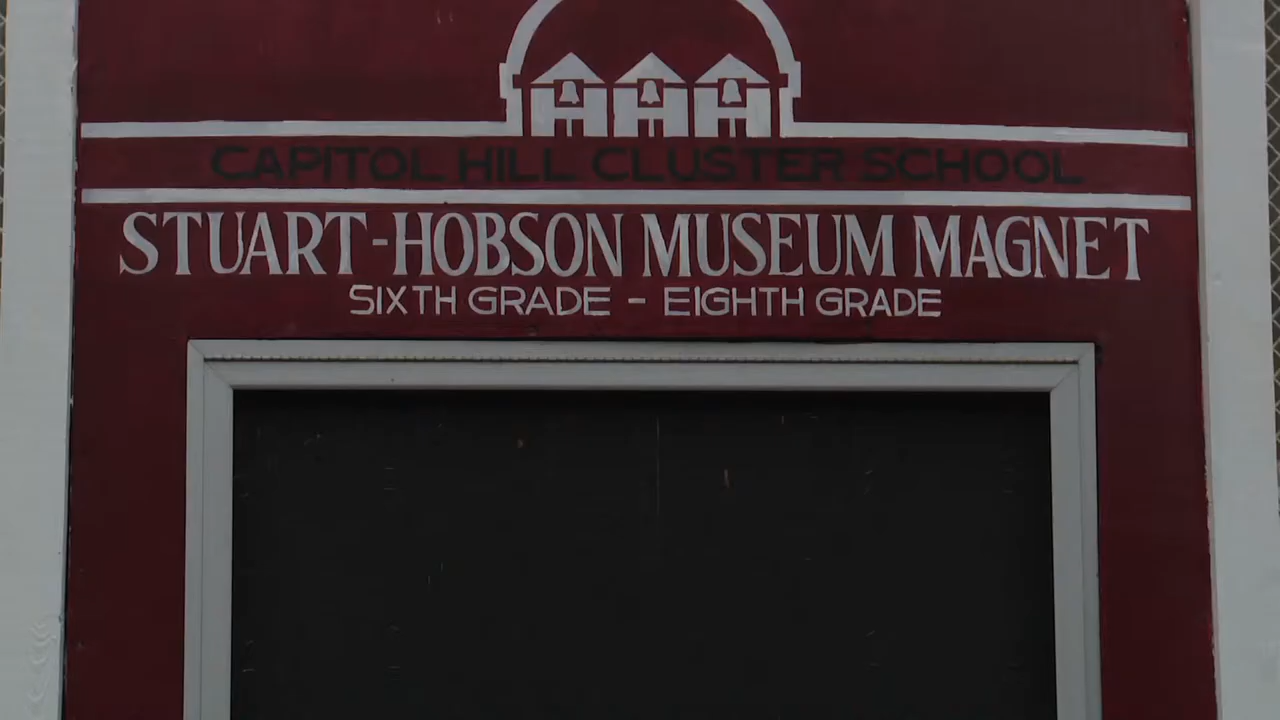 CAPITOL HILL CLUSTER SCHOOL
STUART-HOBSON MUSEUM MAGNET
SIXTH GRADE - EIGHTH GRADE